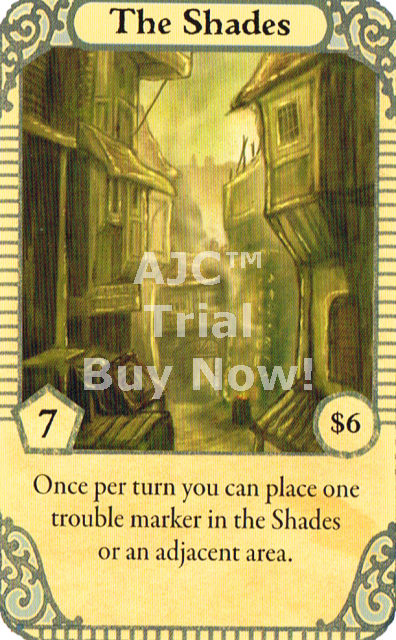 The Shades
AJC™
Trial
Buy Now!
7
$6
Once per turn you can place one
trouble marker in the Shades
or an adjacent area.